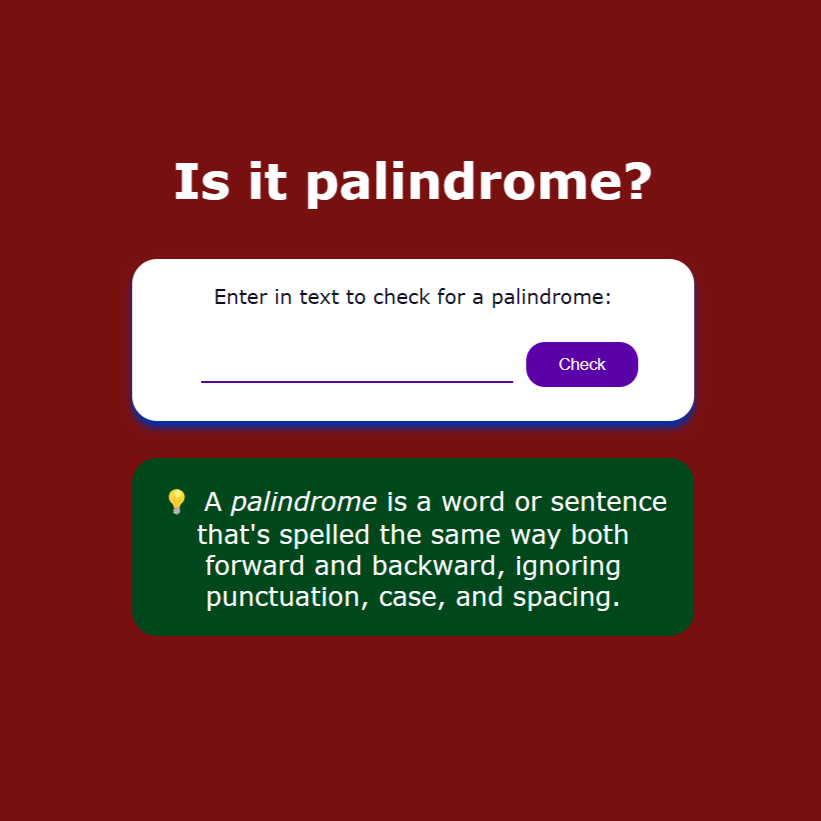 Is it palindrome?
Enter in text to check for a palindrome:
Check
💡 A palindrome is a word or sentence
that's spelled the same way both
forward and backward, ignoring
punctuation, case, and spacing.